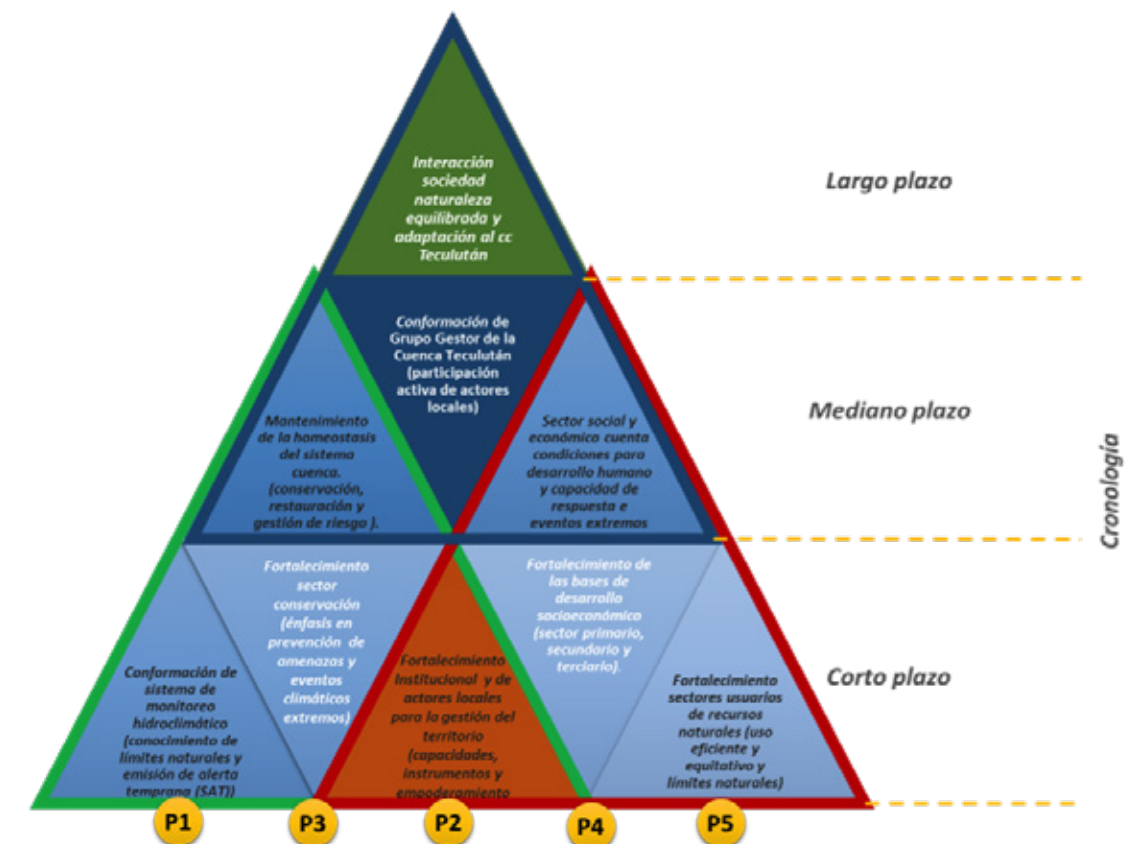 Interacción
sociedad
naturaleza
equilibrada y
adaptación al cc
Teculután
Largo plazo
Conformación de
Grupo Gestor de la
Cuenca Teculután
(participación
activa de actores
locales)
Mantenimiento
de la homeostasis
del sistema
cuenca.
(conservación,
restauración y
gestión de riesgo ).
Sector social y
económico cuenta
condiciones para
desarrollo humano
y capacidad de
respuesta e
eventos extremos
Mediano plazo
Cronología
Conformación de
sistema de
monitoreo
hidroclimático
(conocimiento de
límites naturales y
emisión de alerta
temprana (SAT))
Fortalecimiento
sector
conservación
(énfasis en
prevención de
amenazas y
eventos
climáticos
extremos)
Fortalecimiento
Institucional y de
actores locales
para la gestión del
territorio
(capacidades,
instrumentos y
empoderamiento
Fortalecimiento de
las bases de
desarrollo
socioeconómico
(sector primario,
secundario y
terciario).
Fortalecimiento
sectores usuarios
de recursos
naturales (uso
eficiente y
equitativo y
límites naturales)
Corto plazo
P1
P3
P2
P4
P5